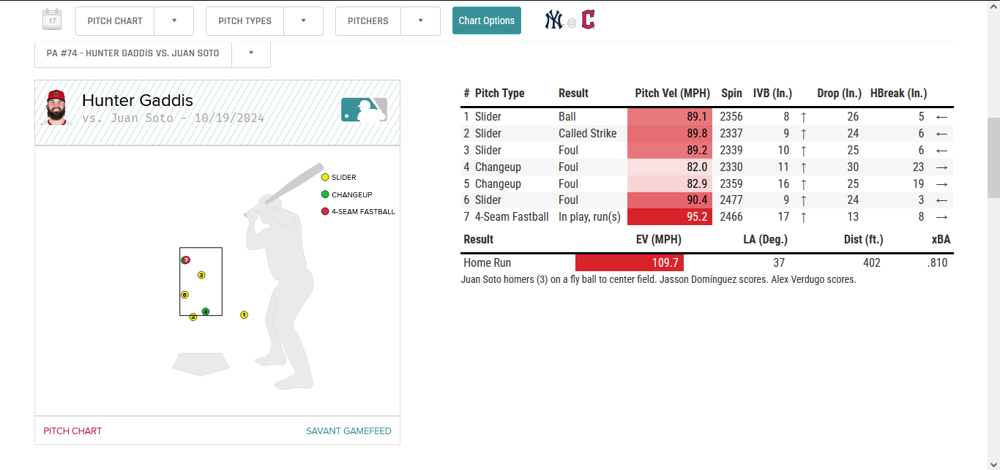 17 PITCH CHART ▼ PITCH TYPES ▼ PITCHERS ▼ Chart Options NY @ C
PA #74 - HUNTER GADDIS VS. JUAN SOTO ▼
Hunter Gaddis
vs. Juan Soto - 10/19/2024
SLIDER
CHANGEUP
4-SEAM FASTBALL
7
3
6
4
2
1
PITCH CHART SAVANT GAMEFEED
# Pitch Type Result Pitch Vel (MPH) Spin IVB (In.) Drop (In.) HBreak (In.)
1 Slider Ball 89.1 2356 8 ↑ 26 5 ←
2 Slider Called Strike 89.8 2337 9 ↑ 24 6 ←
3 Slider Foul 89.2 2339 10 ↑ 25 6 ←
4 Changeup Foul 82.0 2330 11 ↑ 30 23 →
5 Changeup Foul 82.9 2359 16 ↑ 25 19 →
6 Slider Foul 90.4 2477 9 ↑ 24 3 ←
7 4-Seam Fastball In play, run(s) 95.2 2466 17 ↑ 13 8 →
Result EV (MPH) LA (Deg.) Dist (ft.) xBA
Home Run 109.7 37 402 .810
Juan Soto homers (3) on a fly ball to center field. Jasson Domínguez scores. Alex Verdugo scores.